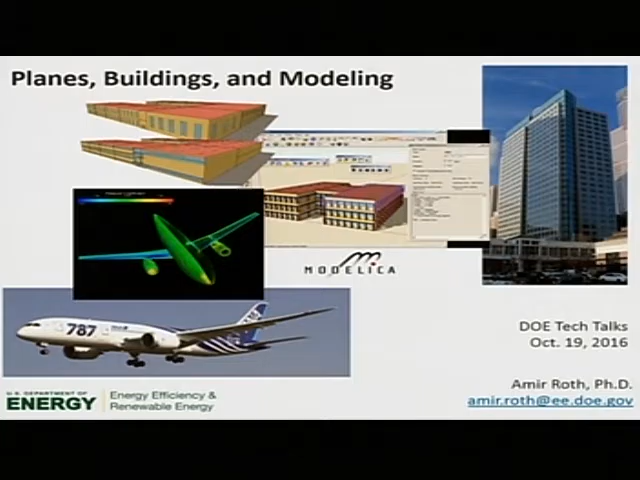 Planes, Buildings, and Modeling
MODELICA
787
DOE Tech Talks
Oct. 19, 2016
Amir Roth, Ph.D.
amir.roth@ee.doe.gov
U.S. DEPARTMENT OF
ENERGY
Energy Efficiency &
Renewable Energy